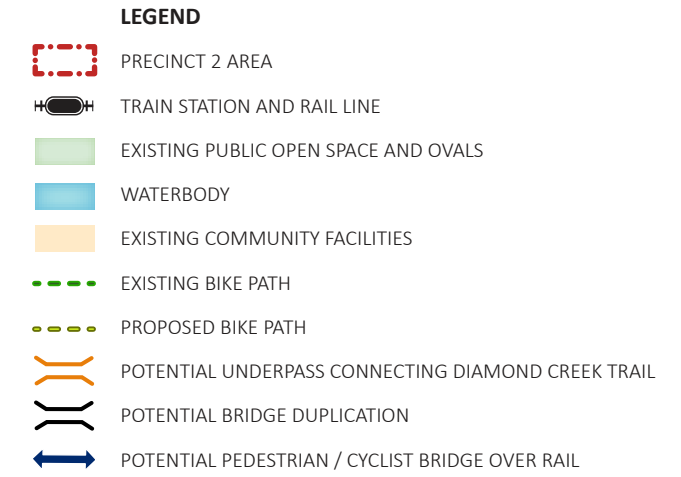 LEGEND
PRECINCT 2 AREA
TRAIN STATION AND RAIL LINE
EXISTING PUBLIC OPEN SPACE AND OVALS
WATERBODY
EXISTING COMMUNITY FACILITIES
EXISTING BIKE PATH
PROPOSED BIKE PATH
POTENTIAL UNDERPASS CONNECTING DIAMOND CREEK TRAIL
POTENTIAL BRIDGE DUPLICATION
POTENTIAL PEDESTRIAN / CYCLIST BRIDGE OVER RAIL